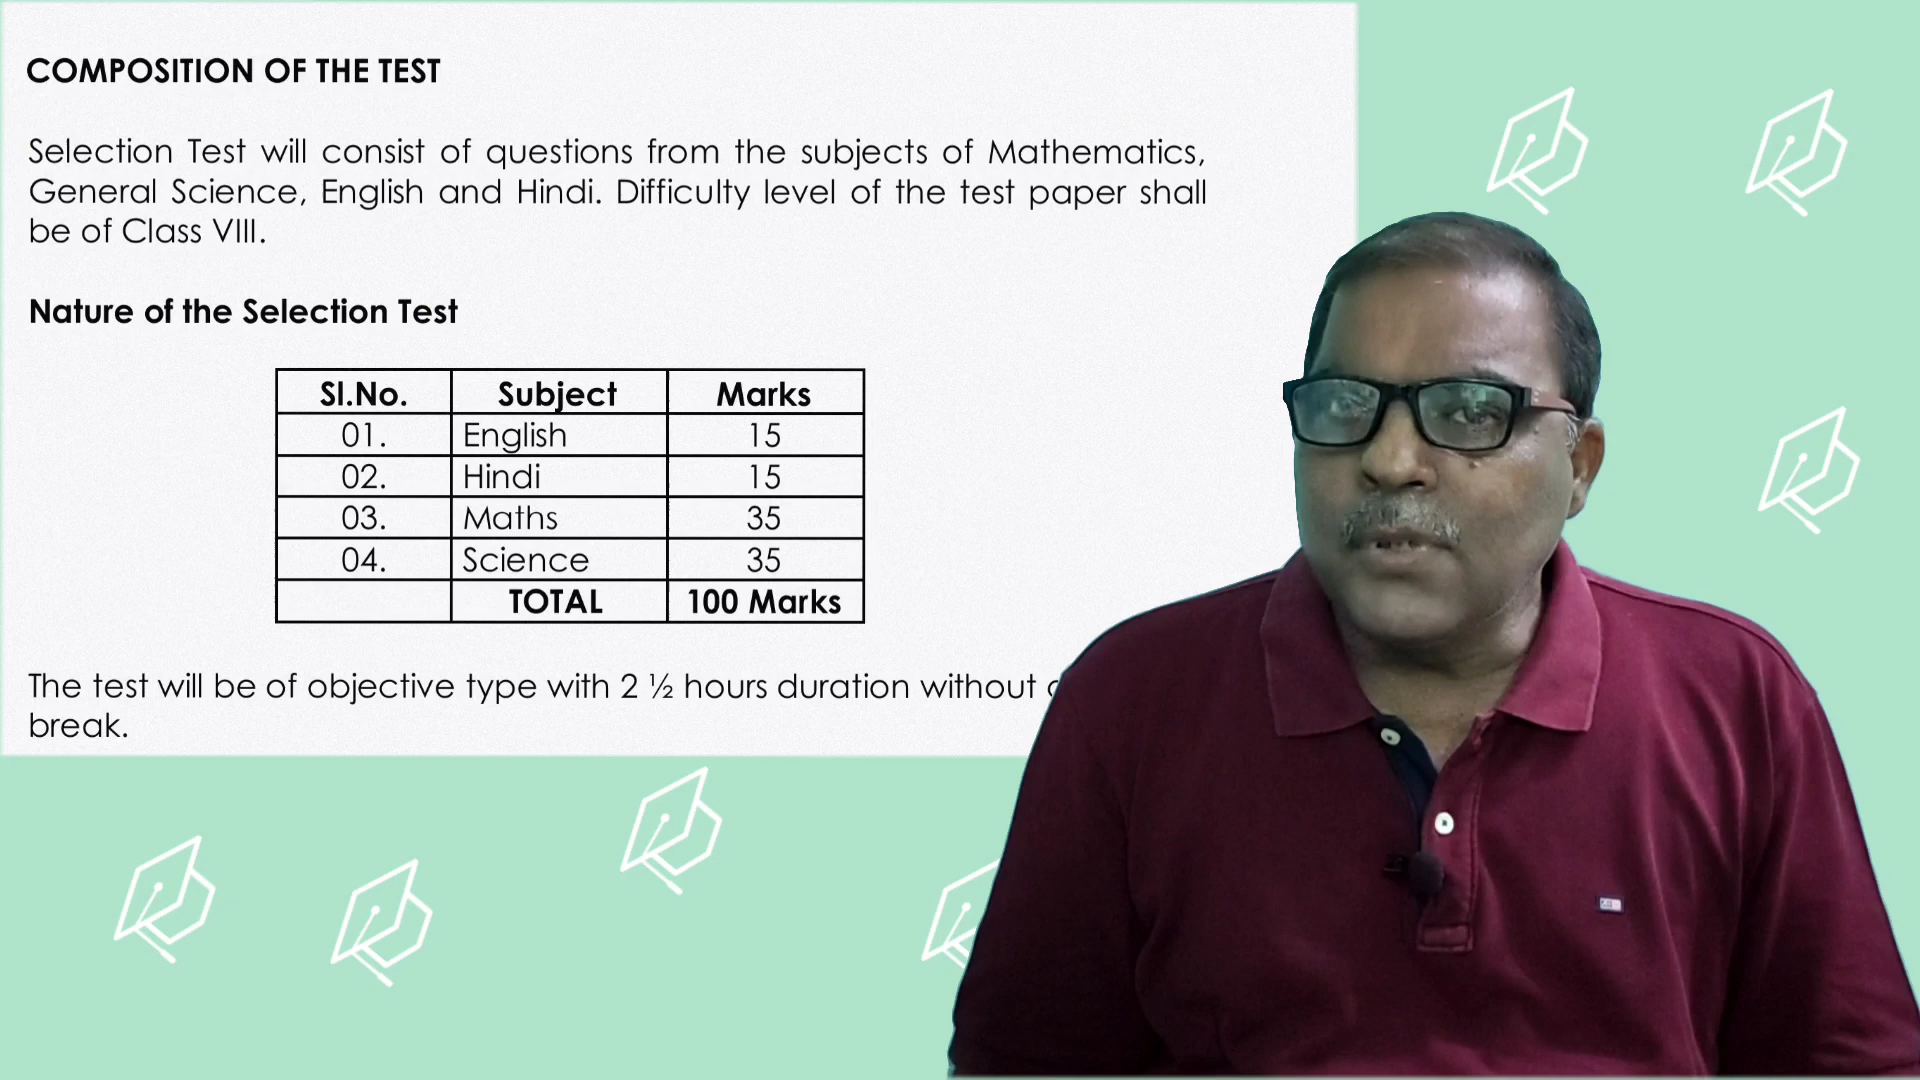 COMPOSITION OF THE TEST
Selection Test will consist of questions from the subjects of Mathematics,
General Science, English and Hindi. Difficulty level of the test paper shall
be of Class VIII.
Nature of the Selection Test
Sl.No. Subject Marks
01. English 15
02. Hindi 15
03. Maths 35
04. Science 35
TOTAL 100 Marks
The test will be of objective type with 2 ½ hours duration without
break.